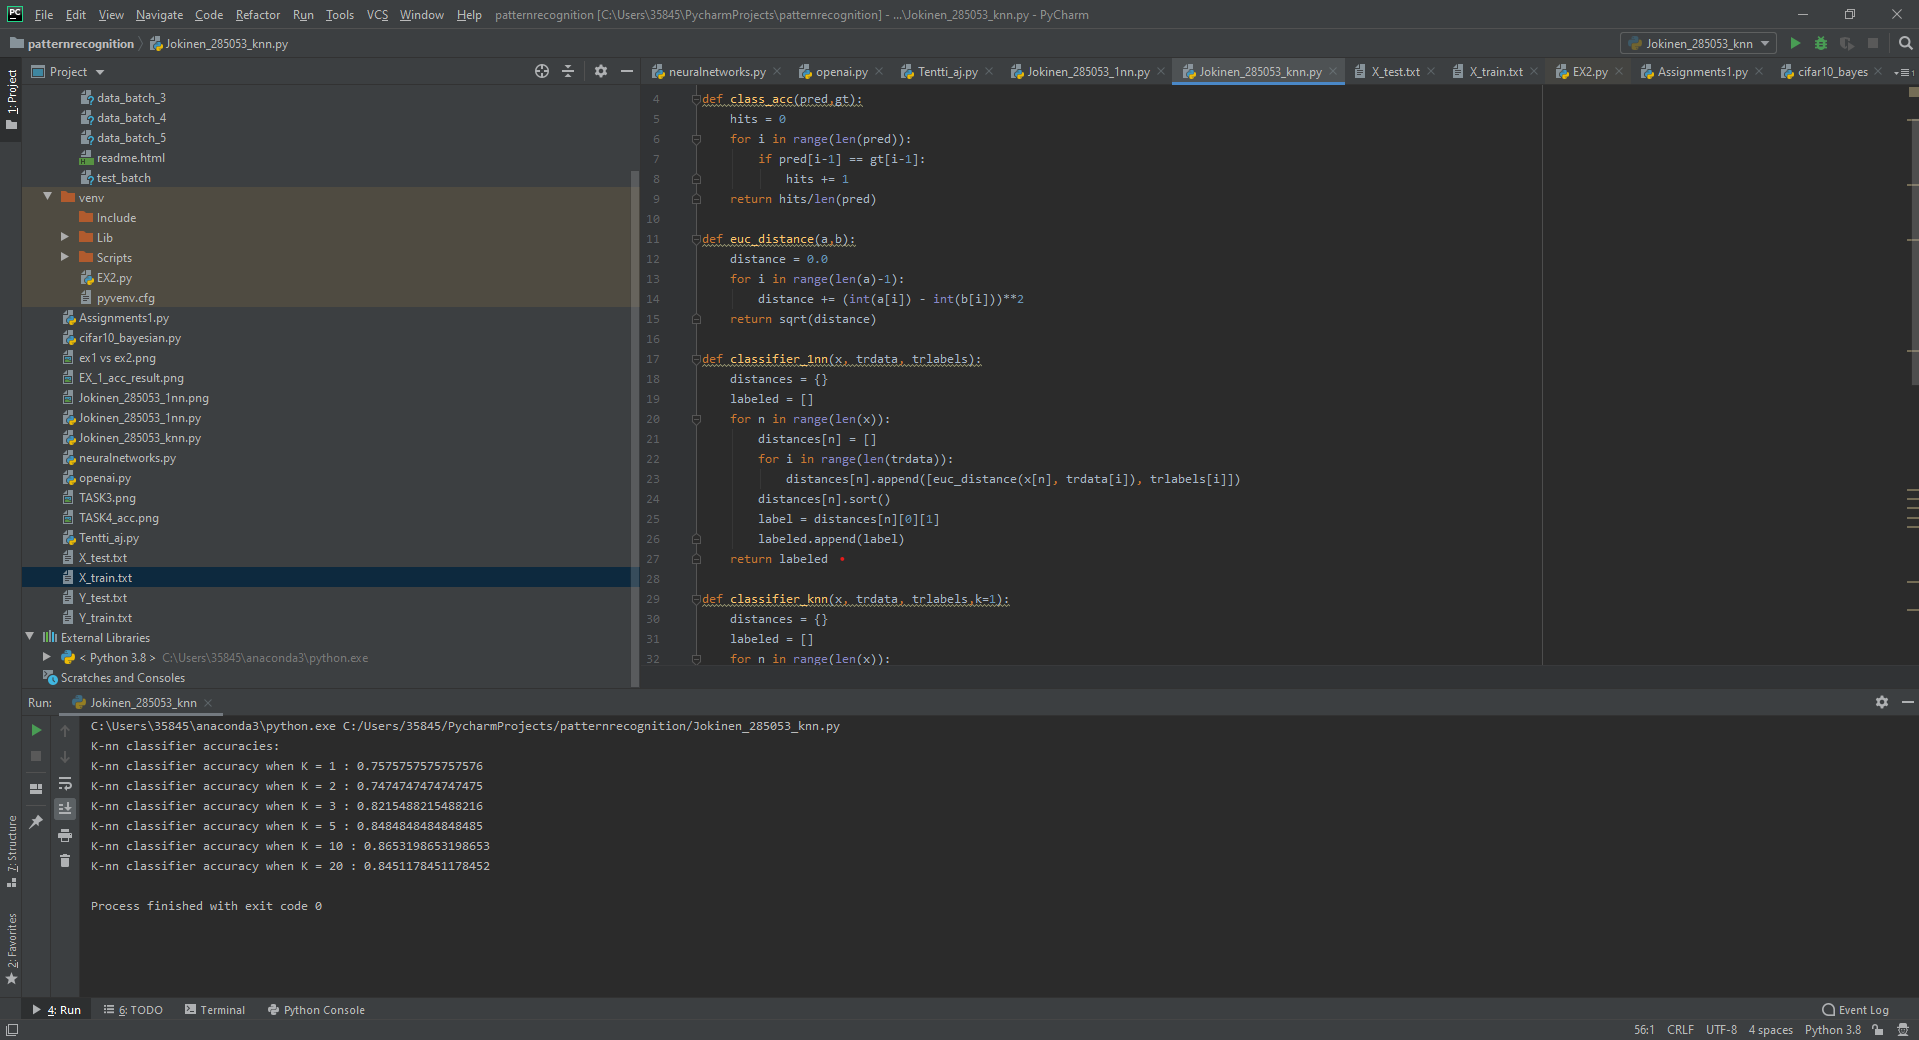 PC File Edit View Navigate Code Refactor Run Tools VCS Window Help patternrecognition [C:\Users\35845\PycharmProjects\patternrecognition] - ...\Jokinen_285053_knn.py - PyCharm
patternrecognition Jokinen_285053_knn.py Jokinen_285053_knn
1: Project
Project
neuralnetworks.py openai.py Tentti_aj.py Jokinen_285053_1nn.py Jokinen_285053_knn.py X_test.txt X_train.txt EX2.py Assignments1.py cifar10_bayes
data_batch_3
data_batch_4
data_batch_5
readme.html
test_batch
venv
Include
Lib
Scripts
EX2.py
pyvenv.cfg
Assignments1.py
cifar10_bayesian.py
ex1 vs ex2.png
EX_1_acc_result.png
Jokinen_285053_1nn.png
Jokinen_285053_1nn.py
Jokinen_285053_knn.py
neuralnetworks.py
openai.py
TASK3.png
TASK4_acc.png
Tentti_aj.py
X_test.txt
X_train.txt
Y_test.txt
Y_train.txt
External Libraries
< Python 3.8 > C:\Users\35845\anaconda3\python.exe
Scratches and Consoles
4 def class_acc(pred,gt):
5 hits = 0
6 for i in range(len(pred)):
7 if pred[i-1] == gt[i-1]:
8 hits += 1
9 return hits/len(pred)
10
11 def euc_distance(a,b):
12 distance = 0.0
13 for i in range(len(a)-1):
14 distance += (int(a[i]) - int(b[i]))**2
15 return sqrt(distance)
16
17 def classifier_1nn(x, trdata, trlabels):
18 distances = {}
19 labeled = []
20 for n in range(len(x)):
21 distances[n] = []
22 for i in range(len(trdata)):
23 distances[n].append([euc_distance(x[n], trdata[i]), trlabels[i]])
24 distances[n].sort()
25 label = distances[n][0][1]
26 labeled.append(label)
27 return labeled
28
29 def classifier_knn(x, trdata, trlabels,k=1):
30 distances = {}
31 labeled = []
32 for n in range(len(x)):
Run: Jokinen_285053_knn
C:\Users\35845\anaconda3\python.exe C:/Users/35845/PycharmProjects/patternrecognition/Jokinen_285053_knn.py
K-nn classifier accuracies:
K-nn classifier accuracy when K = 1 : 0.7575757575757576
K-nn classifier accuracy when K = 2 : 0.7474747474747475
K-nn classifier accuracy when K = 3 : 0.8215488215488216
K-nn classifier accuracy when K = 5 : 0.8484848484848485
K-nn classifier accuracy when K = 10 : 0.8653198653198653
K-nn classifier accuracy when K = 20 : 0.8451178451178452
Process finished with exit code 0
7: Structure
2: Favorites
4: Run 6: TODO Terminal Python Console Event Log
56:1 CRLF UTF-8 4 spaces Python 3.8